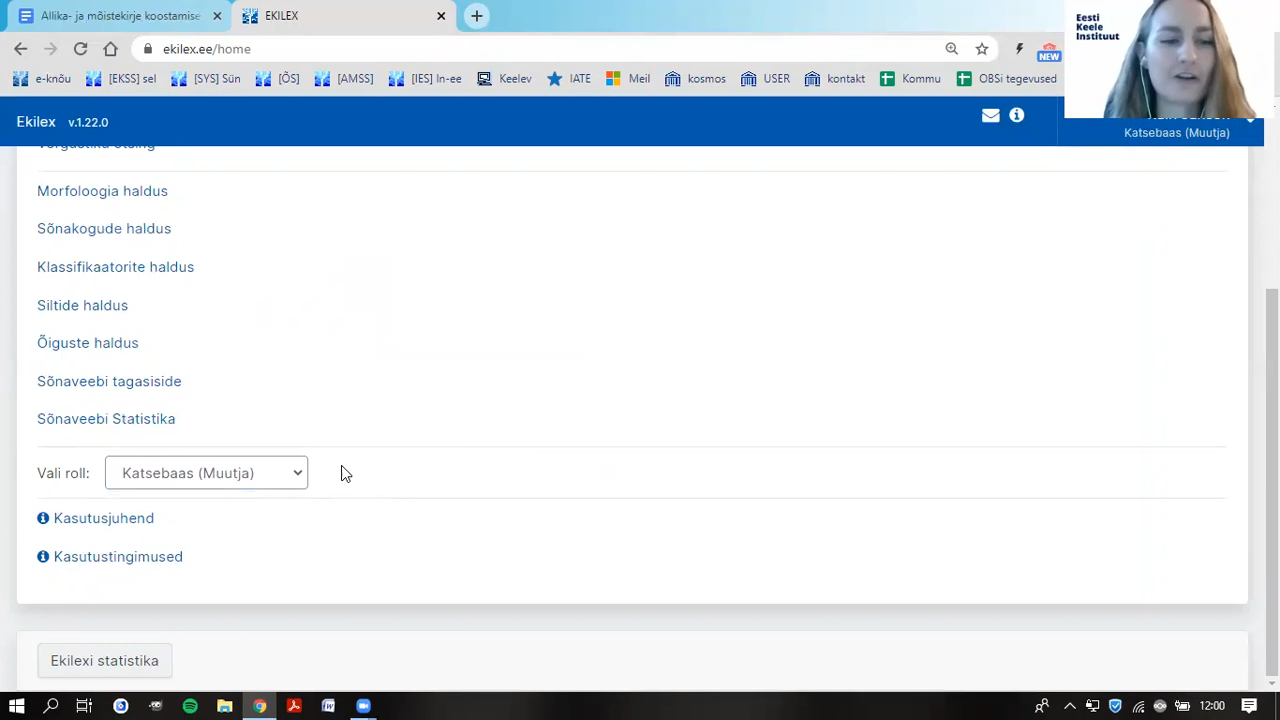 Allika- ja mõistekirje koostamise
EKILEX
Eesti
Keele
Instituut
ekilex.ee/home
NEW
e-knõu
[EKSS] sel
[SYS] Sün
[ÕS]
[AMSS]
[IES] In-ee
Keelev
IATE
Meil
kosmos
USER
kontakt
Kommu
OBSi tegevused
Ekilex v.1.22.0
Katsebaas (Muutja)
Morfoloogia haldus
Sõnakogude haldus
Klassifikaatorite haldus
Siltide haldus
Õiguste haldus
Sõnaveebi tagasiside
Sõnaveebi Statistika
Vali roll: Katsebaas (Muutja)
Kasutusjuhend
Kasutustingimused
Ekilexi statistika
12:00